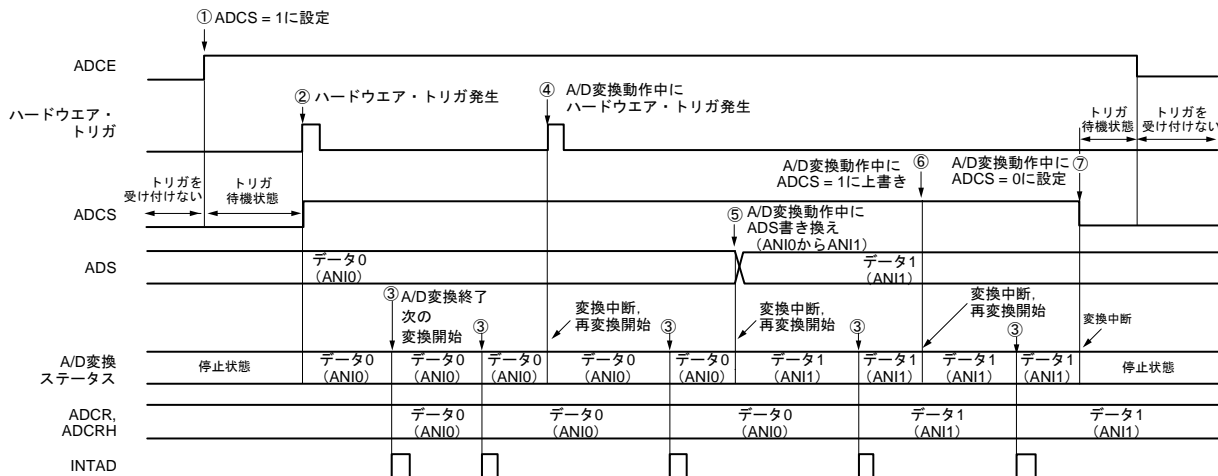 ① ADCS = 1に設定
ADCE
ハードウエア・
トリガ
② ハードウエア・トリガ発生
④ A/D変換動作中に
ハードウエア・トリガ発生
トリガ
待機状態
トリガを
受け付けない
トリガを
受け付けない
トリガ
待機状態
ADCS
A/D変換動作中に ⑥
ADCS = 1に上書き
A/D変換動作中に ⑦
ADCS = 0に設定
⑤ A/D変換動作中に
ADS書き換え
(ANI0からANI1)
ADS
データ0
(ANI0)
データ1
(ANI1)
③ A/D変換終了
次の
変換開始
③
変換中断,
再変換開始
③
変換中断,
再変換開始
③
変換中断,
再変換開始
③
変換中断
A/D変換
ステータス
停止状態
データ0
(ANI0)
データ0
(ANI0)
データ0
(ANI0)
データ0
(ANI0)
データ0
(ANI0)
データ1
(ANI1)
データ1
(ANI1)
データ1
(ANI1)
データ1
(ANI1)
停止状態
ADCR,
ADCRH
データ0
(ANI0)
データ0
(ANI0)
データ0
(ANI0)
データ1
(ANI1)
データ1
(ANI1)
INTAD